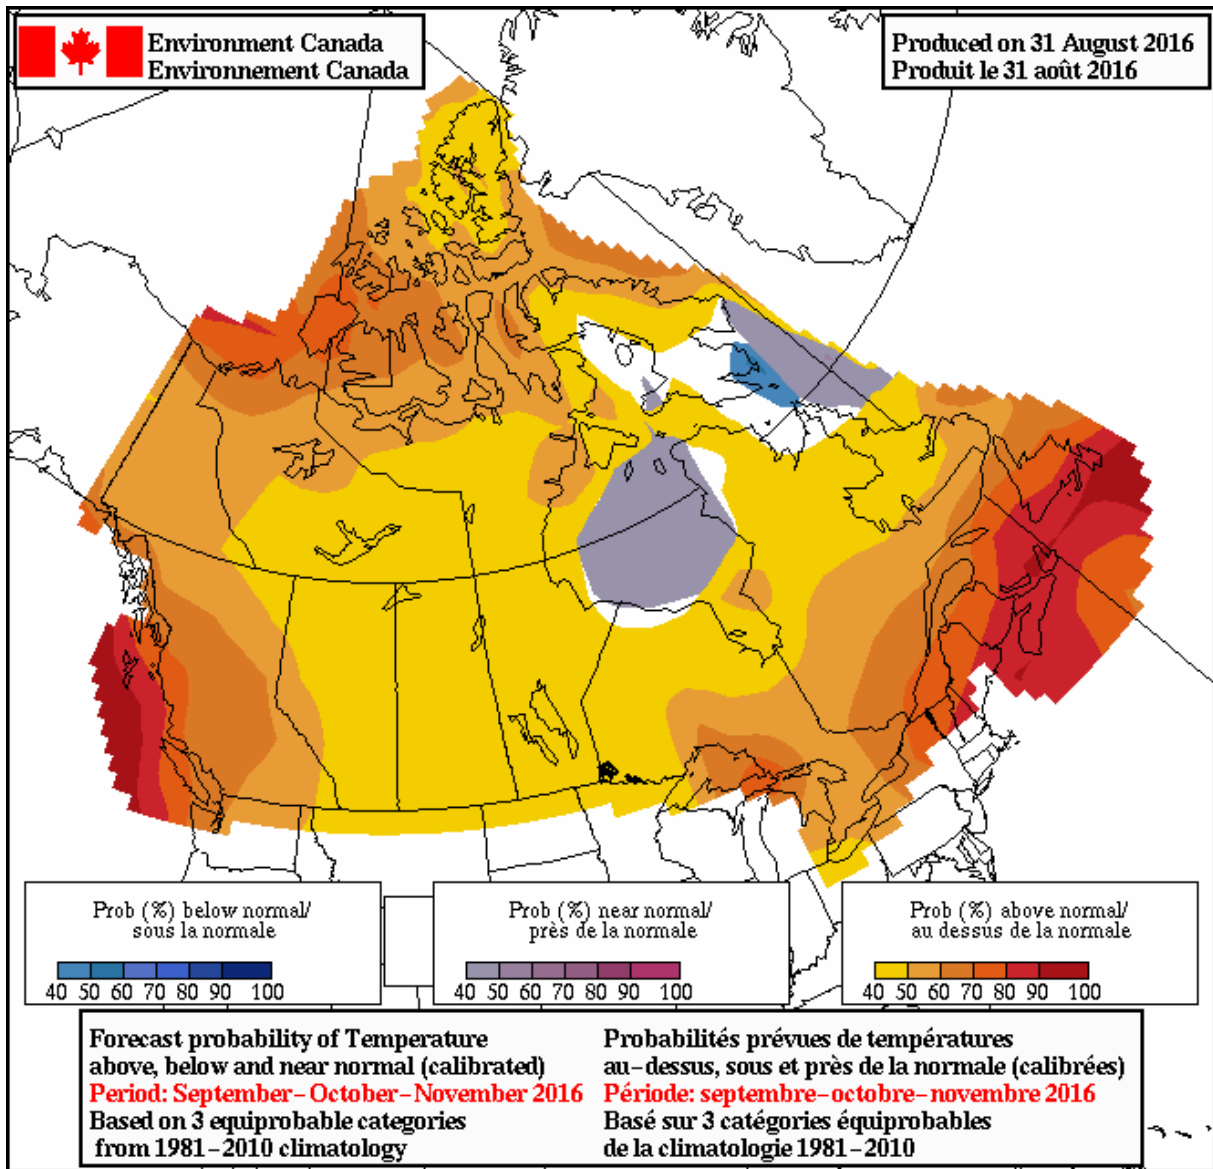 Environment Canada
Environnement Canada
Produced on 31 August 2016
Produit le 31 août 2016
Prob (%) below normal/
sous la normale
40 50 60 70 80 90 100
Prob (%) near normal/
près de la normale
40 50 60 70 80 90 100
Prob (%) above normal/
au dessus de la normale
40 50 60 70 80 90 100
Forecast probability of Temperature
above, below and near normal (calibrated)
Period: September-October-November 2016
Based on 3 equiprobable categories
from 1981-2010 climatology
Probabilités prévues de températures
au-dessus, sous et près de la normale (calibrées)
Période: septembre-octobre-novembre 2016
Basé sur 3 catégories équiprobables
de la climatologie 1981-2010